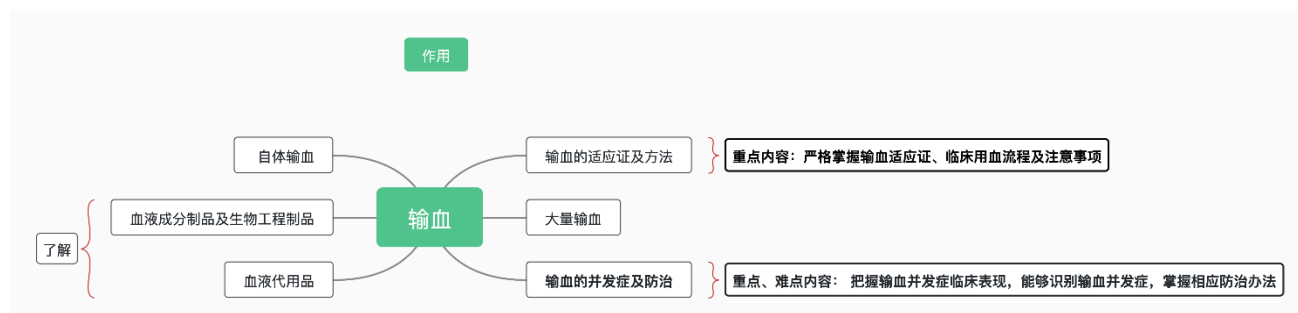 作用
自体输血
输血的适应证及方法
重点内容：严格掌握输血适应证、临床用血流程及注意事项
了解
血液成分制品及生物工程制品
输血
大量输血
血液代用品
输血的并发症及防治
重点、难点内容： 把握输血并发症临床表现，能够识别输血并发症，掌握相应防治办法